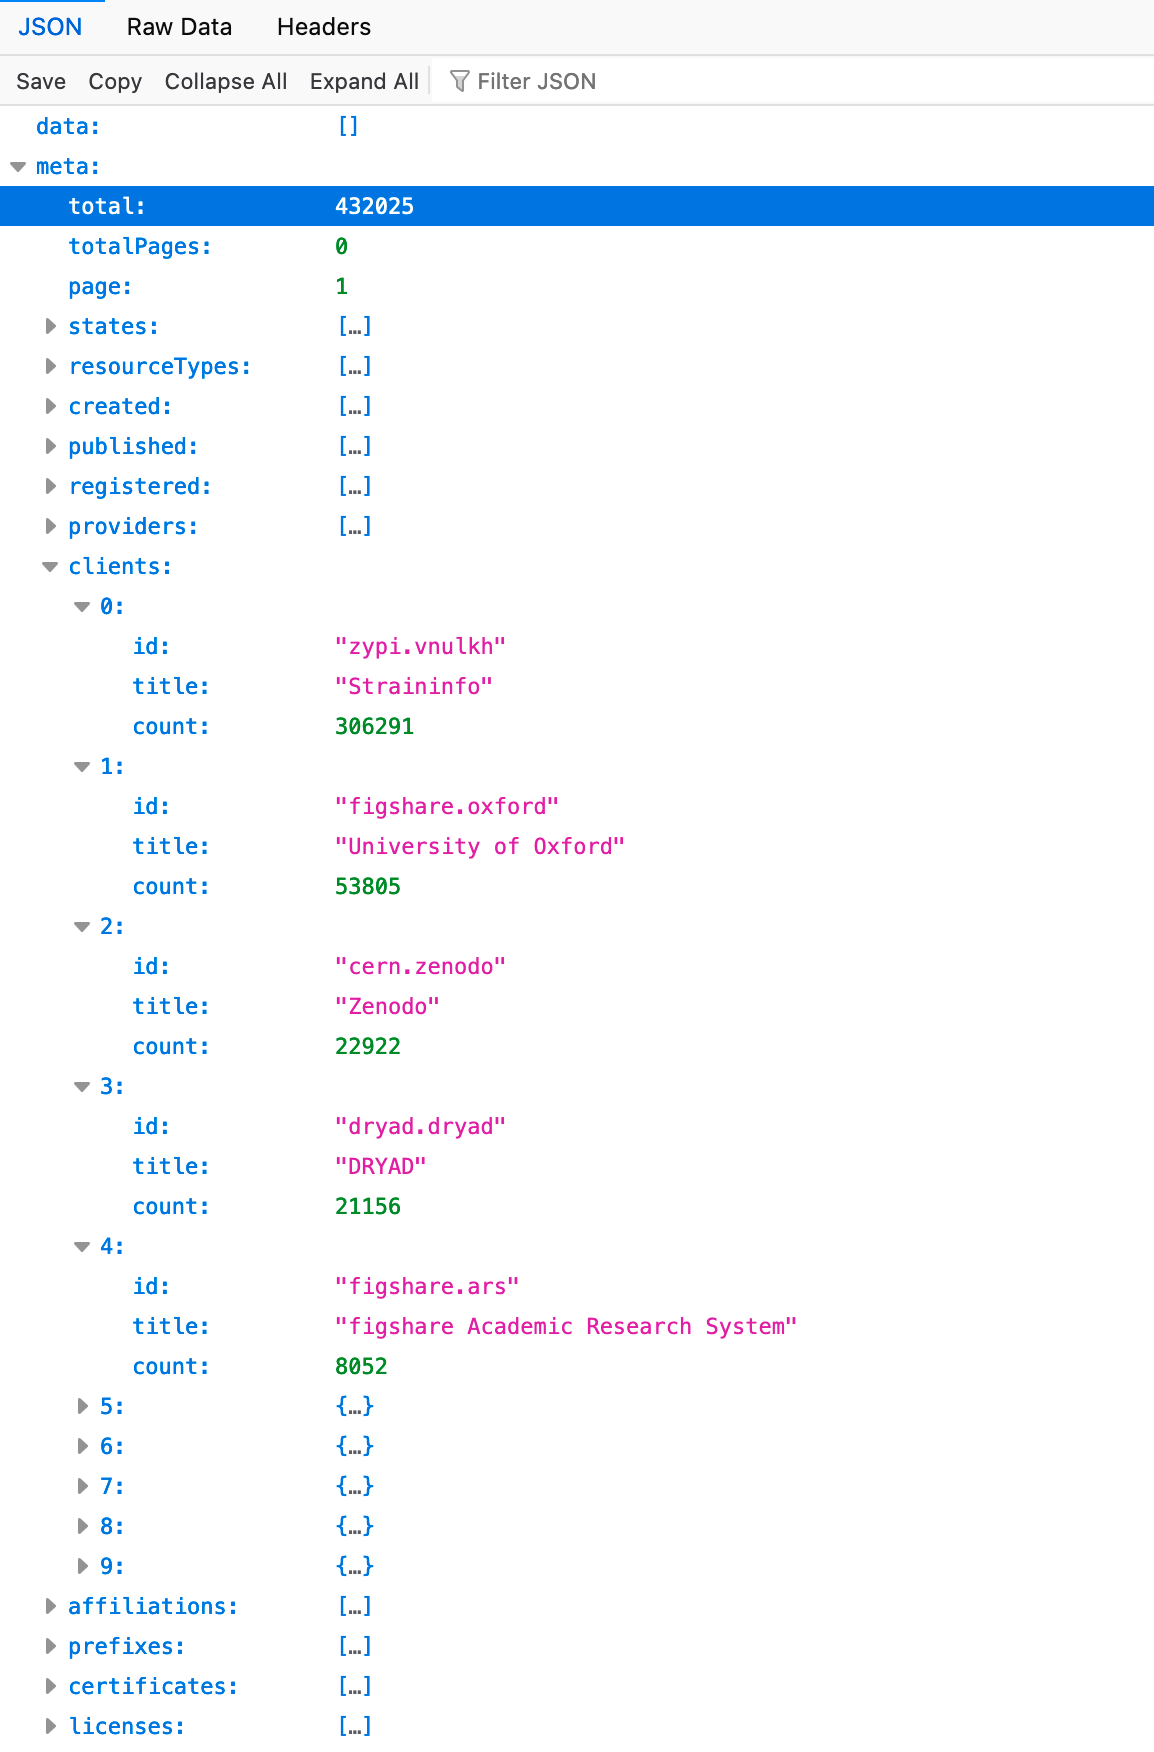 JSON Raw Data Headers
Save Copy Collapse All Expand All Filter JSON
data: []
meta:
total: 432025
totalPages: 0
page: 1
states: […]
resourceTypes: […]
created: […]
published: […]
registered: […]
providers: […]
clients:
0:
id: "zypi.vnulkh"
title: "Straininfo"
count: 306291
1:
id: "figshare.oxford"
title: "University of Oxford"
count: 53805
2:
id: "cern.zenodo"
title: "Zenodo"
count: 22922
3:
id: "dryad.dryad"
title: "DRYAD"
count: 21156
4:
id: "figshare.ars"
title: "figshare Academic Research System"
count: 8052
5: {…}
6: {…}
7: {…}
8: {…}
9: {…}
affiliations: […]
prefixes: […]
certificates: […]
licenses: […]